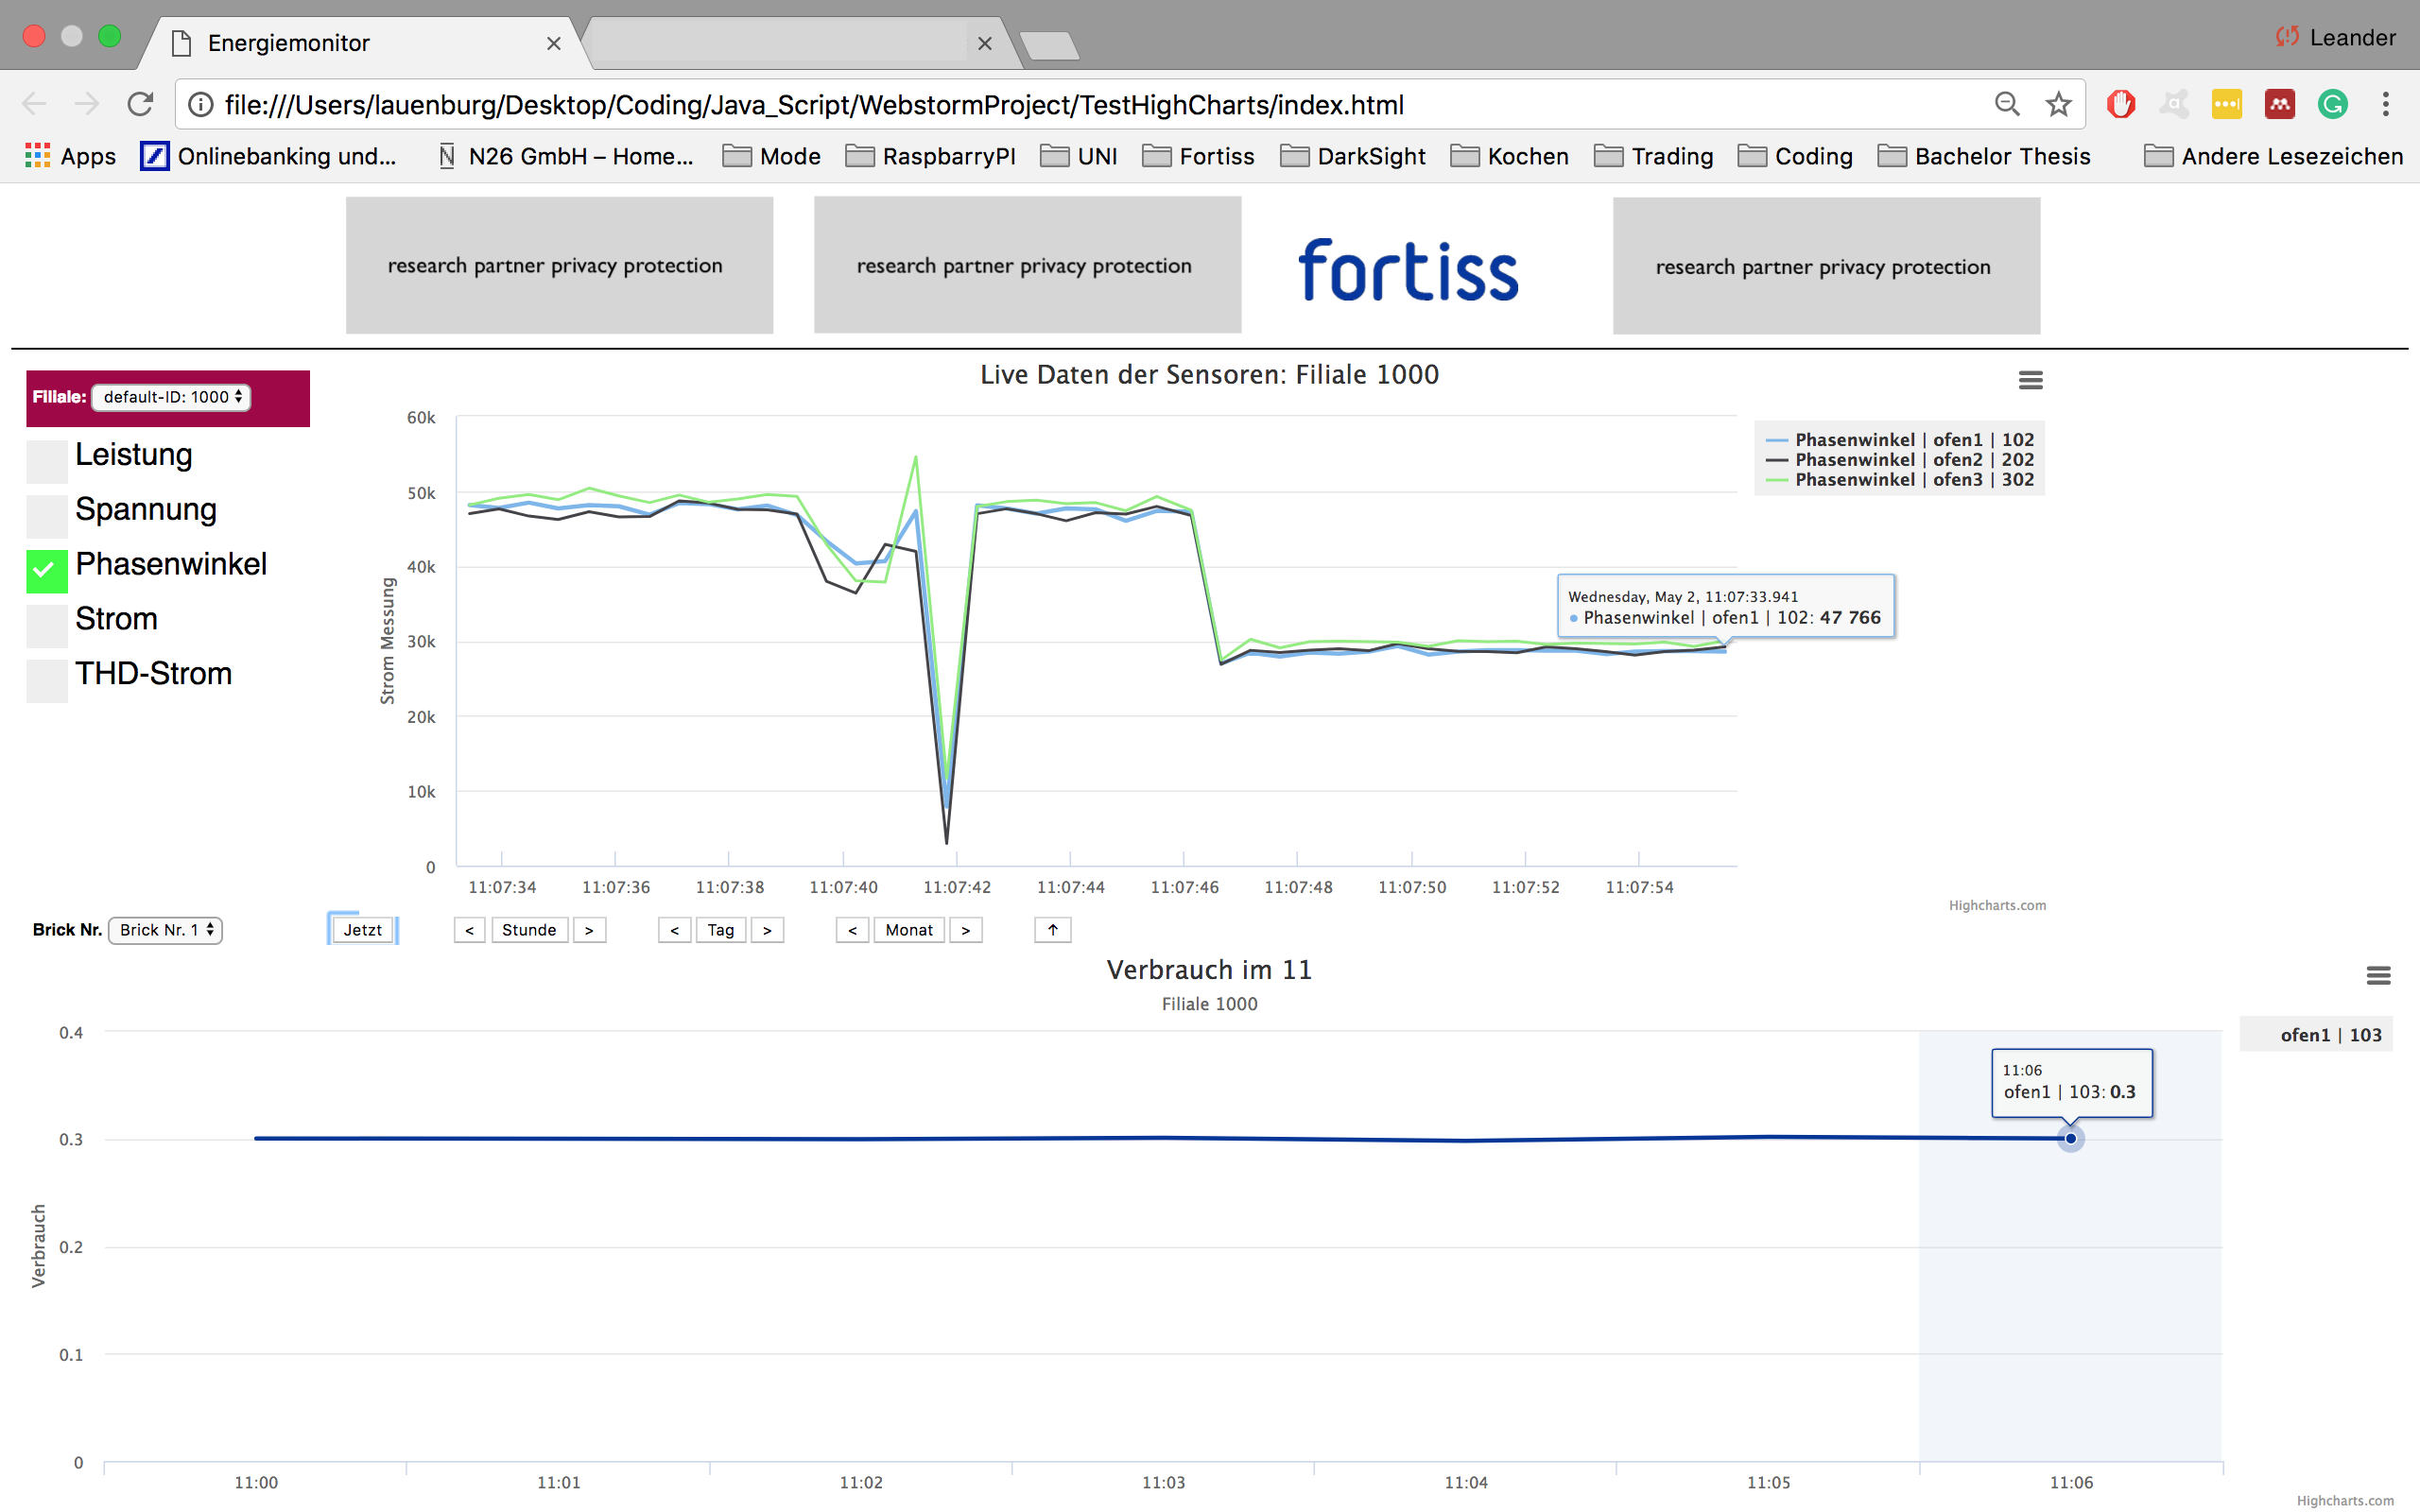 Energiemonitor
Leander
file:///Users/lauenburg/Desktop/Coding/Java_Script/WebstormProject/TestHighCharts/index.html
Apps Onlinebanking und... N26 GmbH – Home... Mode RaspbarryPI UNI Fortiss DarkSight Kochen Trading Coding Bachelor Thesis Andere Lesezeichen
research partner privacy protection
research partner privacy protection
fortiss
research partner privacy protection
Filiale: default-ID: 1000
Leistung
Spannung
Phasenwinkel
Strom
THD-Strom
Live Daten der Sensoren: Filiale 1000
Strom Messung
60k
50k
40k
30k
20k
10k
0
11:07:34 11:07:36 11:07:38 11:07:40 11:07:42 11:07:44 11:07:46 11:07:48 11:07:50 11:07:52 11:07:54
Phasenwinkel | ofen1 | 102
Phasenwinkel | ofen2 | 202
Phasenwinkel | ofen3 | 302
Wednesday, May 2, 11:07:33.941
Phasenwinkel | ofen1 | 102: 47 766
Highcharts.com
Brick Nr. Brick Nr. 1 Jetzt < Stunde > < Tag > < Monat > ↑
Verbrauch im 11
Filiale 1000
Verbrauch
0.4
0.3
0.2
0.1
0
11:00 11:01 11:02 11:03 11:04 11:05 11:06
ofen1 | 103
11:06
ofen1 | 103: 0.3
Highcharts.com